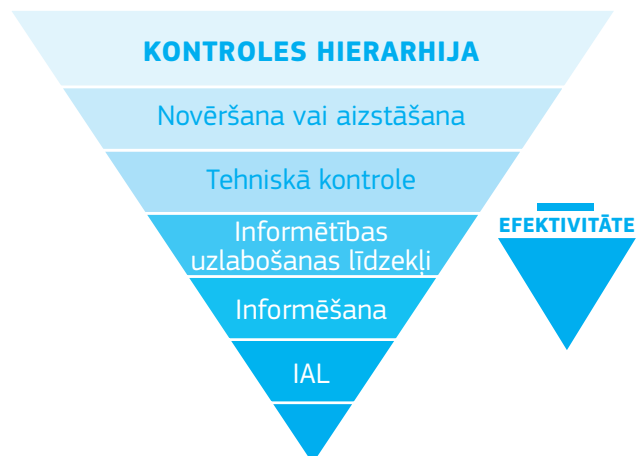 KONTROLES HIERARHIJA
Novēršana vai aizstāšana
Tehniskā kontrole
Informētības
uzlabošanas līdzekļi
Informēšana
IAL
EFEKTIVITĀTE